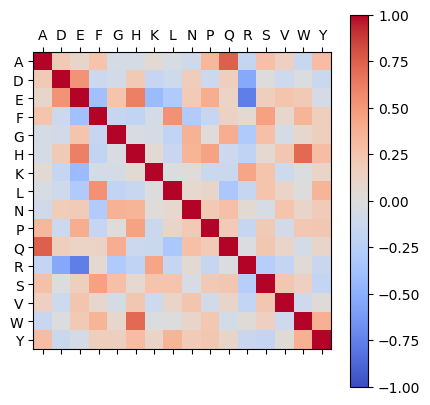 A D E F G H K L N P Q R S V W Y
A
D
E
F
G
H
K
L
N
P
Q
R
S
V
W
Y
1.00
0.75
0.50
0.25
0.00
−0.25
−0.50
−0.75
−1.00